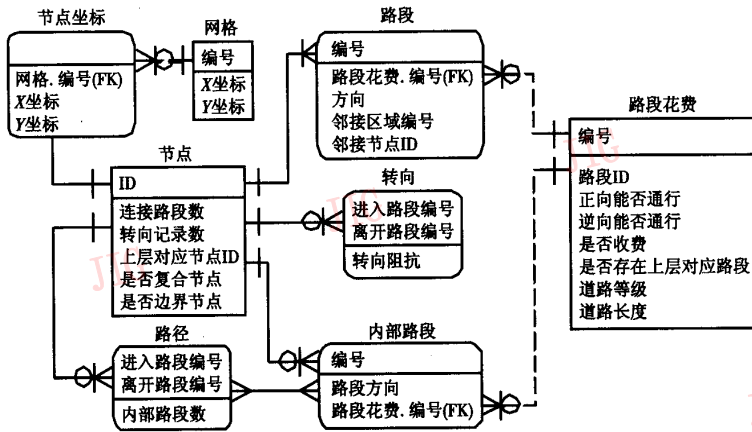 节点坐标
网格.编号(FK)
X坐标
Y坐标
网格
编号
X坐标
Y坐标
路段
编号
路段花费.编号(FK)
方向
邻接区域编号
邻接节点ID
路段花费
编号
路段ID
正向能否通行
逆向能否通行
是否收费
是否存在上层对应路段
道路等级
道路长度
节点
ID
连接路段数
转向记录数
上层对应节点ID
是否复合节点
是否边界节点
转向
进入路段编号
离开路段编号
转向阻抗
路径
进入路段编号
离开路段编号
内部路段数
内部路段
编号
路段方向
路段花费.编号(FK)
JIG
JIG
JIG